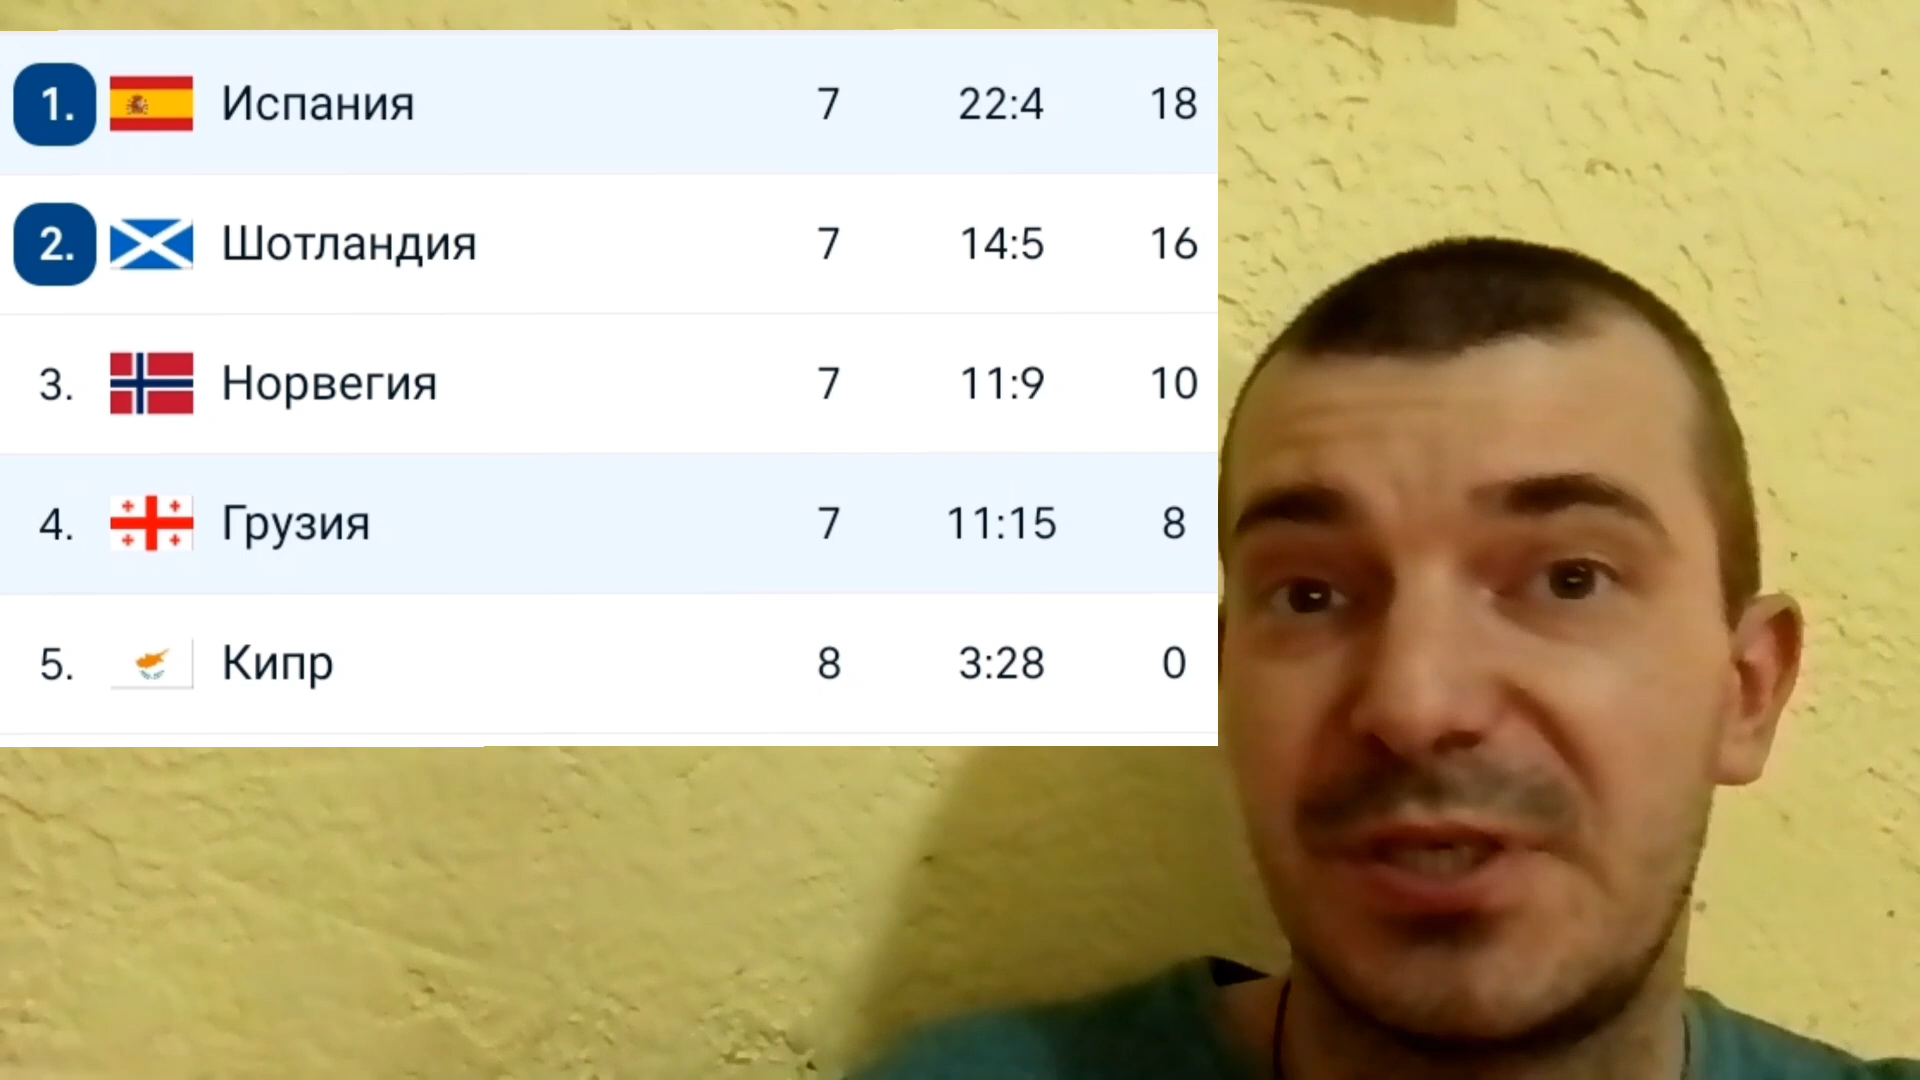 1. Испания 7 22:4 18
2. Шотландия 7 14:5 16
3. Норвегия 7 11:9 10
4. Грузия 7 11:15 8
5. Кипр 8 3:28 0